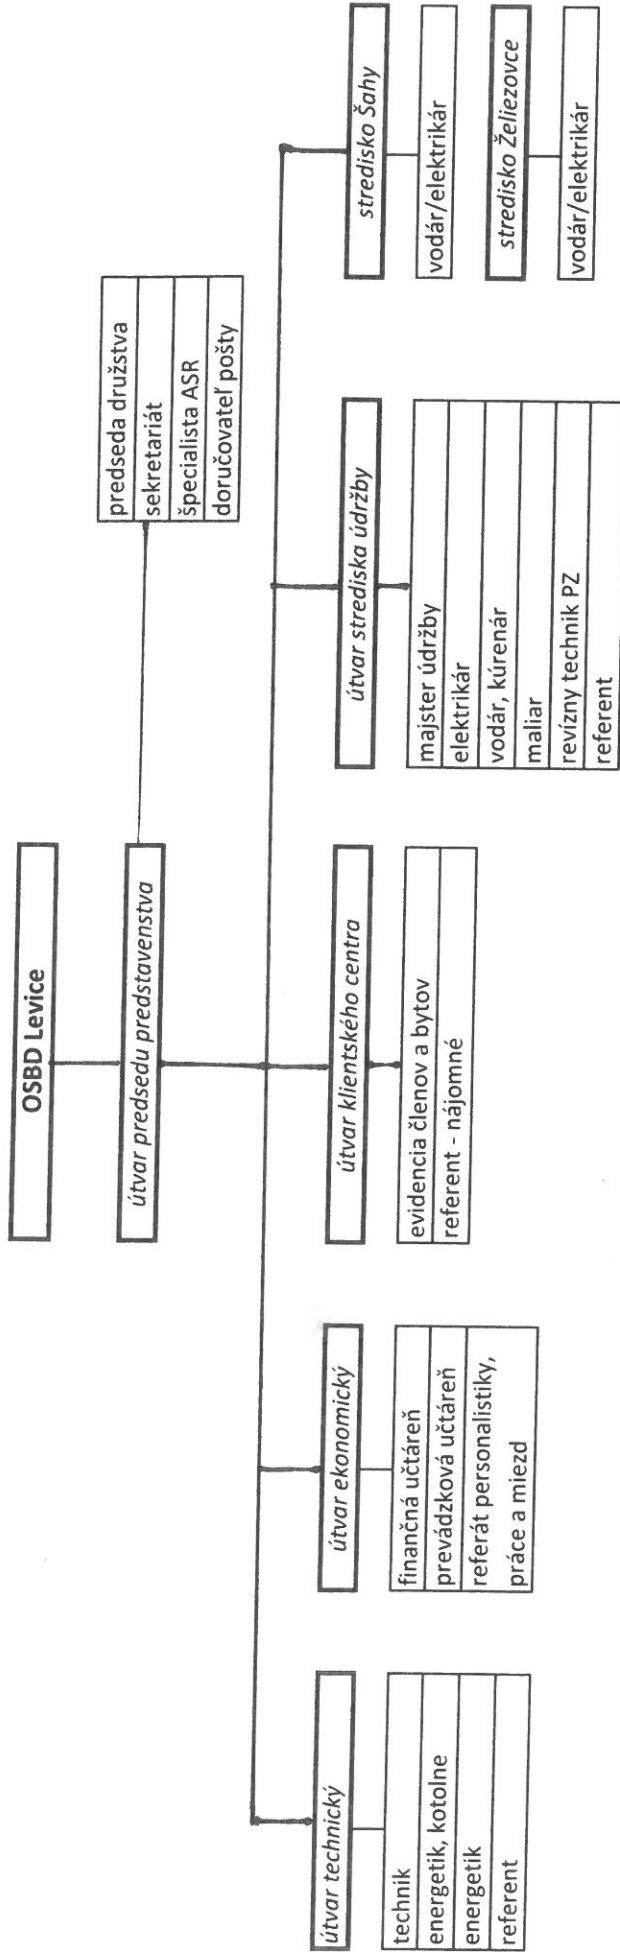 OSBD Levice
útvar predsedu predstavenstva
predseda družstva
sekretariát
špecialista ASR
doručovateľ pošty
útvar technický
technik
energetik, kotolne
energetik
referent
útvar ekonomický
finančná učtáreň
prevádzková učtáreň
referát personalistiky,
práce a miezd
útvar klientského centra
evidencia členov a bytov
referent - nájomné
útvar strediska údržby
majster údržby
elektrikár
vodár, kúrenár
maliar
revízny technik PZ
referent
stredisko Šahy
vodár/elektrikár
stredisko Želiezovce
vodár/elektrikár